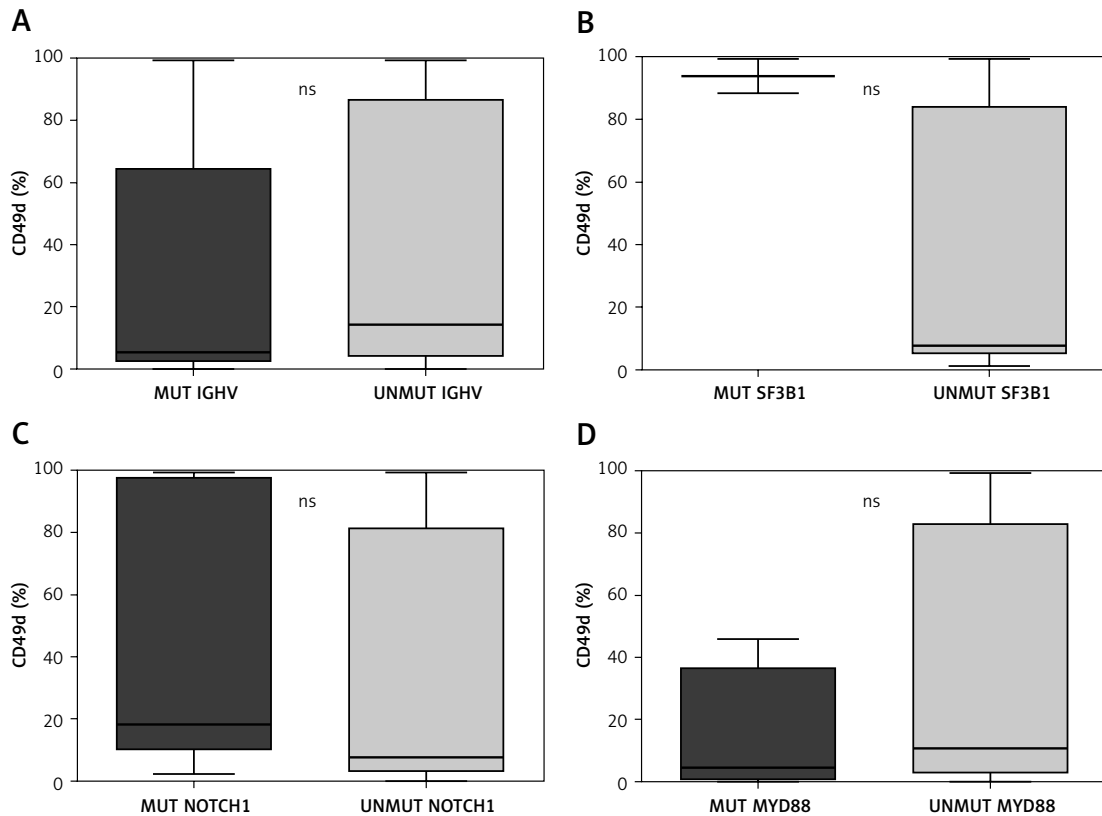 A
CD49d (%)
100
80
60
40
20
0
ns
MUT IGHV
UNMUT IGHV
B
CD49d (%)
100
80
60
40
20
0
ns
MUT SF3B1
UNMUT SF3B1
C
CD49d (%)
100
80
60
40
20
0
ns
MUT NOTCH1
UNMUT NOTCH1
D
CD49d (%)
100
80
60
40
20
0
ns
MUT MYD88
UNMUT MYD88